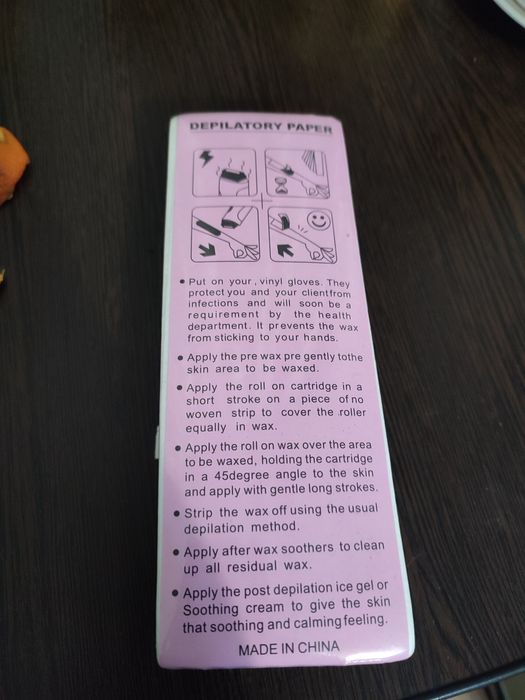 DEPILATORY PAPER
• Put on your , vinyl gloves. They
protect you and your clientfrom
infections and will soon be a
requirement by the health
department. It prevents the wax
from sticking to your hands.
• Apply the pre wax pre gently tothe
skin area to be waxed.
• Apply the roll on cartridge in a
short stroke on a piece of no
woven strip to cover the roller
equally in wax.
• Apply the roll on wax over the area
to be waxed, holding the cartridge
in a 45degree angle to the skin
and apply with gentle long strokes.
• Strip the wax off using the usual
depilation method.
• Apply after wax soothers to clean
up all residual wax.
• Apply the post depilation ice gel or
Soothing cream to give the skin
that soothing and calming feeling.
MADE IN CHINA